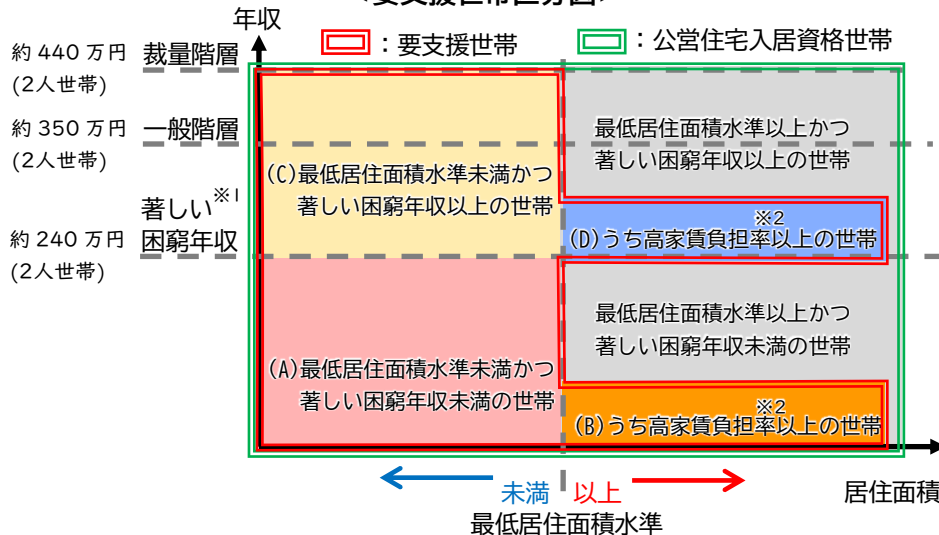 年収
：要支援世帯
：公営住宅入居資格世帯
約440万円 裁量階層
(2人世帯)
約350万円 一般階層
(2人世帯)
著しい※1
約240万円 困窮年収
(2人世帯)
(C)最低居住面積水準未満かつ
著しい困窮年収以上の世帯
最低居住面積水準以上かつ
著しい困窮年収以上の世帯
※2
(D)うち高家賃負担率以上の世帯
(A)最低居住面積水準未満かつ
著しい困窮年収未満の世帯
最低居住面積水準以上かつ
著しい困窮年収未満の世帯
※2
(B)うち高家賃負担率以上の世帯
未満 以上
居住面積
最低居住面積水準